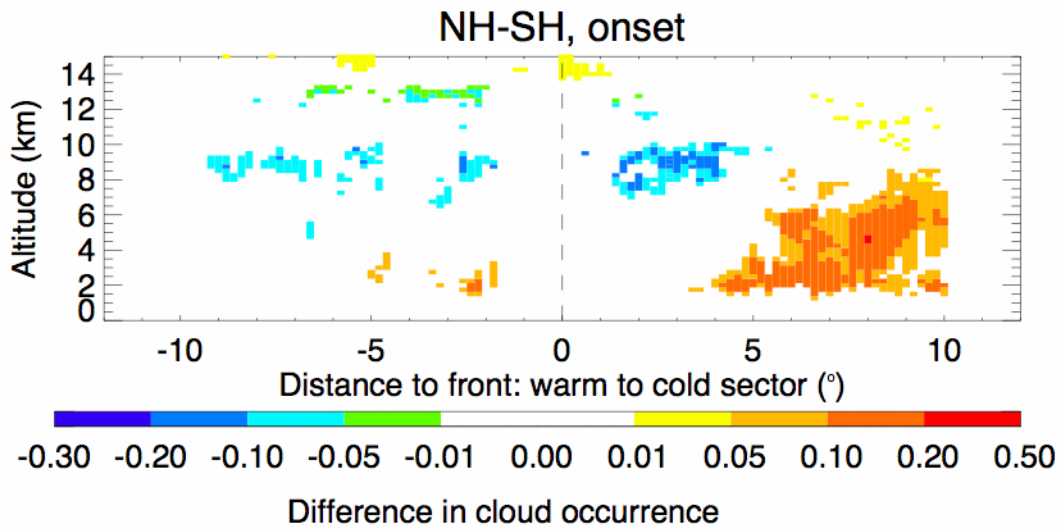 NH-SH, onset
Altitude (km)
14
12
10
8
6
4
2
0
-10 -5 0 5 10
Distance to front: warm to cold sector (°)
-0.30 -0.20 -0.10 -0.05 -0.01 0.00 0.01 0.05 0.10 0.20 0.50
Difference in cloud occurrence